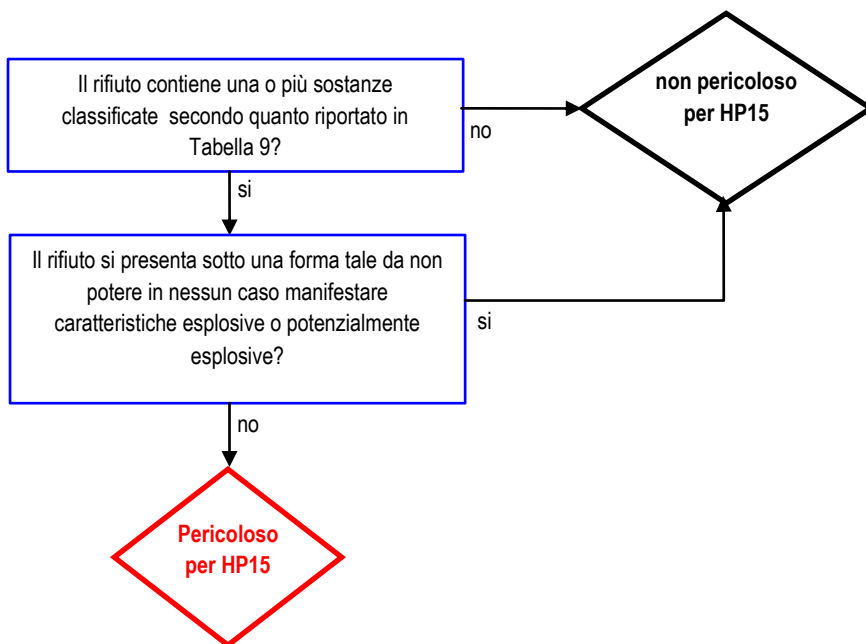 Il rifiuto contiene una o più sostanze
classificate secondo quanto riportato in
Tabella 9?
no
non pericoloso
per HP15
si
Il rifiuto si presenta sotto una forma tale da non
potere in nessun caso manifestare
caratteristiche esplosive o potenzialmente
esplosive?
si
no
Pericoloso
per HP15